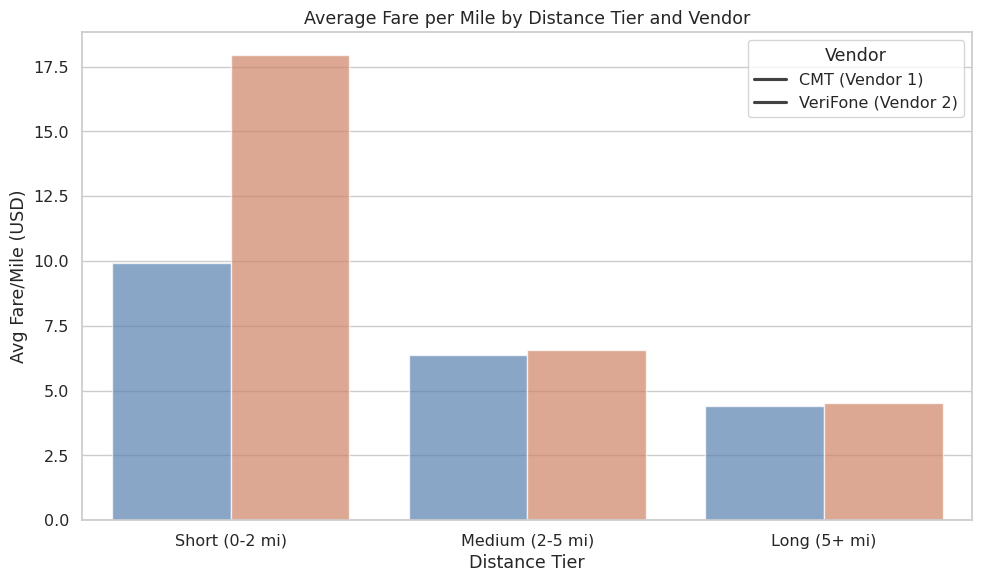 Average Fare per Mile by Distance Tier and Vendor
Vendor
CMT (Vendor 1)
VeriFone (Vendor 2)
Avg Fare/Mile (USD)
17.5
15.0
12.5
10.0
7.5
5.0
2.5
0.0
Short (0-2 mi)
Medium (2-5 mi)
Long (5+ mi)
Distance Tier